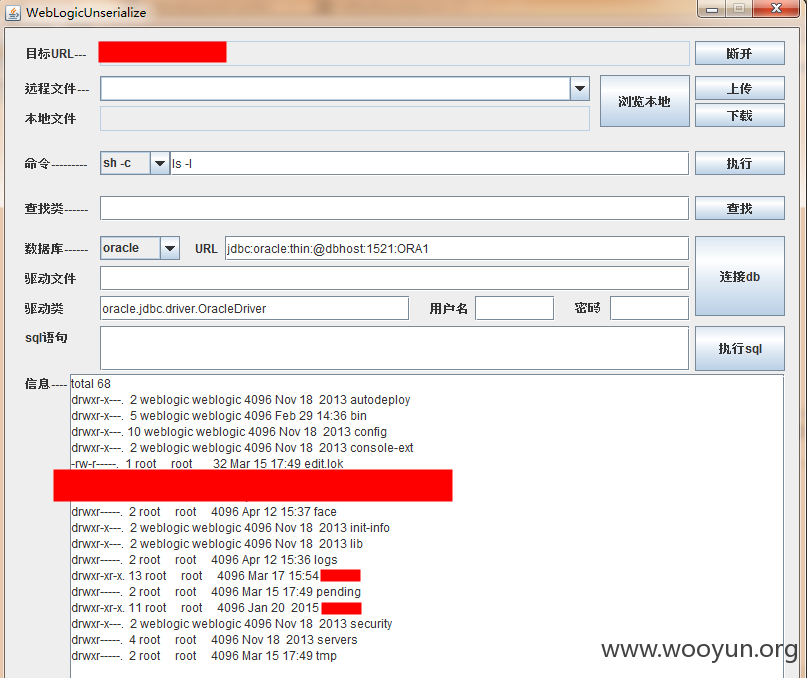 WebLogicUnserialize
目标URL---
断开
远程文件---
浏览本地
上传
本地文件
下载
命令---------
sh -c
ls -l
执行
查找类------
查找
数据库------
oracle
URL
jdbc:oracle:thin:@dbhost:1521:ORA1
连接db
驱动文件
驱动类
oracle.jdbc.driver.OracleDriver
用户名
密码
sql语句
执行sql
信息----
total 68
drwxr-x---. 2 weblogic weblogic 4096 Nov 18 2013 autodeploy
drwxr-x---. 5 weblogic weblogic 4096 Feb 29 14:36 bin
drwxr-x---. 10 weblogic weblogic 4096 Nov 18 2013 config
drwxr-x---. 2 weblogic weblogic 4096 Nov 18 2013 console-ext
-rw-r-----. 1 root root 32 Mar 15 17:49 edit.lok
drwxr-----. 2 root root 4096 Apr 12 15:37 face
drwxr-x---. 2 weblogic weblogic 4096 Nov 18 2013 init-info
drwxr-x---. 2 weblogic weblogic 4096 Nov 18 2013 lib
drwxr-----. 2 root root 4096 Apr 12 15:36 logs
drwxr-xr-x. 13 root root 4096 Mar 17 15:54
drwxr-----. 2 root root 4096 Mar 15 17:49 pending
drwxr-xr-x. 11 root root 4096 Jan 20 2015
drwxr-x---. 2 weblogic weblogic 4096 Nov 18 2013 security
drwxr-----. 4 root root 4096 Nov 18 2013 servers
drwxr-----. 2 root root 4096 Mar 15 17:49 tmp
www.wooyun.org